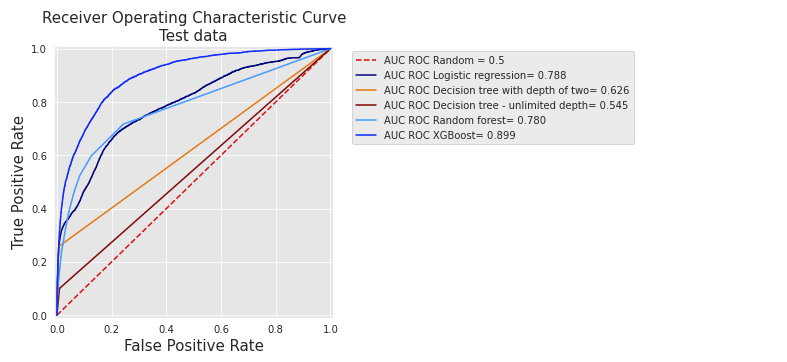 Receiver Operating Characteristic Curve
Test data
AUC ROC Random = 0.5
AUC ROC Logistic regression= 0.788
AUC ROC Decision tree with depth of two= 0.626
AUC ROC Decision tree - unlimited depth= 0.545
AUC ROC Random forest= 0.780
AUC ROC XGBoost= 0.899
True Positive Rate
1.0
0.8
0.6
0.4
0.2
0.0
0.0 0.2 0.4 0.6 0.8 1.0
False Positive Rate